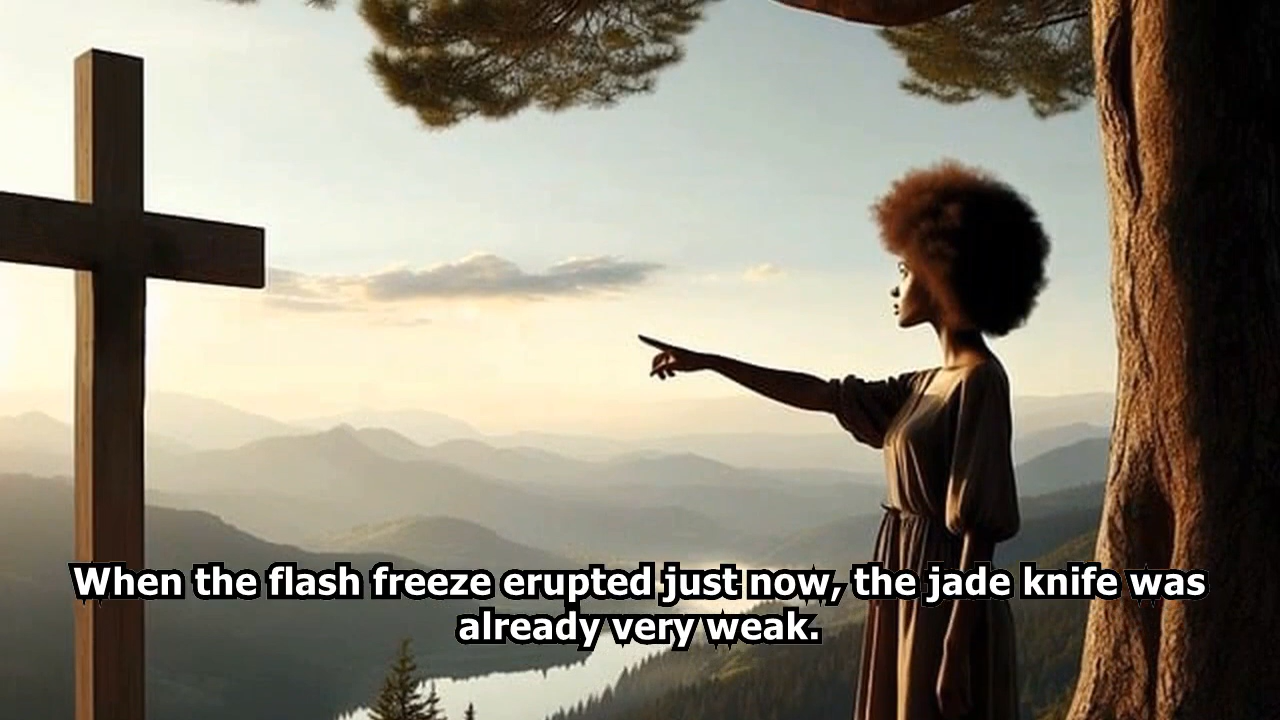 When the flash freeze erupted just now, the jade knife was
already very weak.